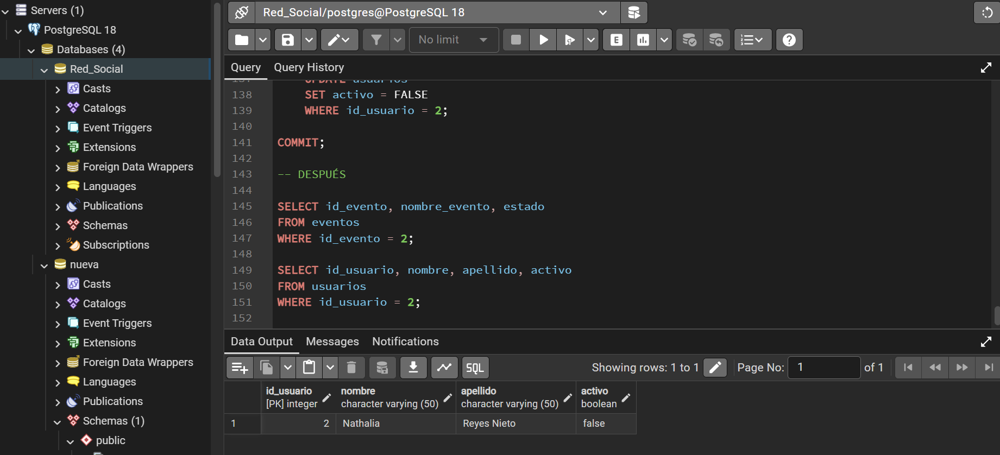 Servers (1)
PostgreSQL 18
Databases (4)
Red_Social
Casts
Catalogs
Event Triggers
Extensions
Foreign Data Wrappers
Languages
Publications
Schemas
Subscriptions
nueva
Casts
Catalogs
Event Triggers
Extensions
Foreign Data Wrappers
Languages
Publications
Schemas (1)
public
Red_Social/postgres@PostgreSQL 18
No limit
E
Query Query History
137 UPDATE usuarios
138 SET activo = FALSE
139 WHERE id_usuario = 2;
140
141 COMMIT;
142
143 -- DESPUÉS
144
145 SELECT id_evento, nombre_evento, estado
146 FROM eventos
147 WHERE id_evento = 2;
148
149 SELECT id_usuario, nombre, apellido, activo
150 FROM usuarios
151 WHERE id_usuario = 2;
152
Data Output Messages Notifications
SQL Showing rows: 1 to 1 Page No: 1 of 1
id_usuario nombre apellido activo
[PK] integer character varying (50) character varying (50) boolean
1 2 Nathalia Reyes Nieto false